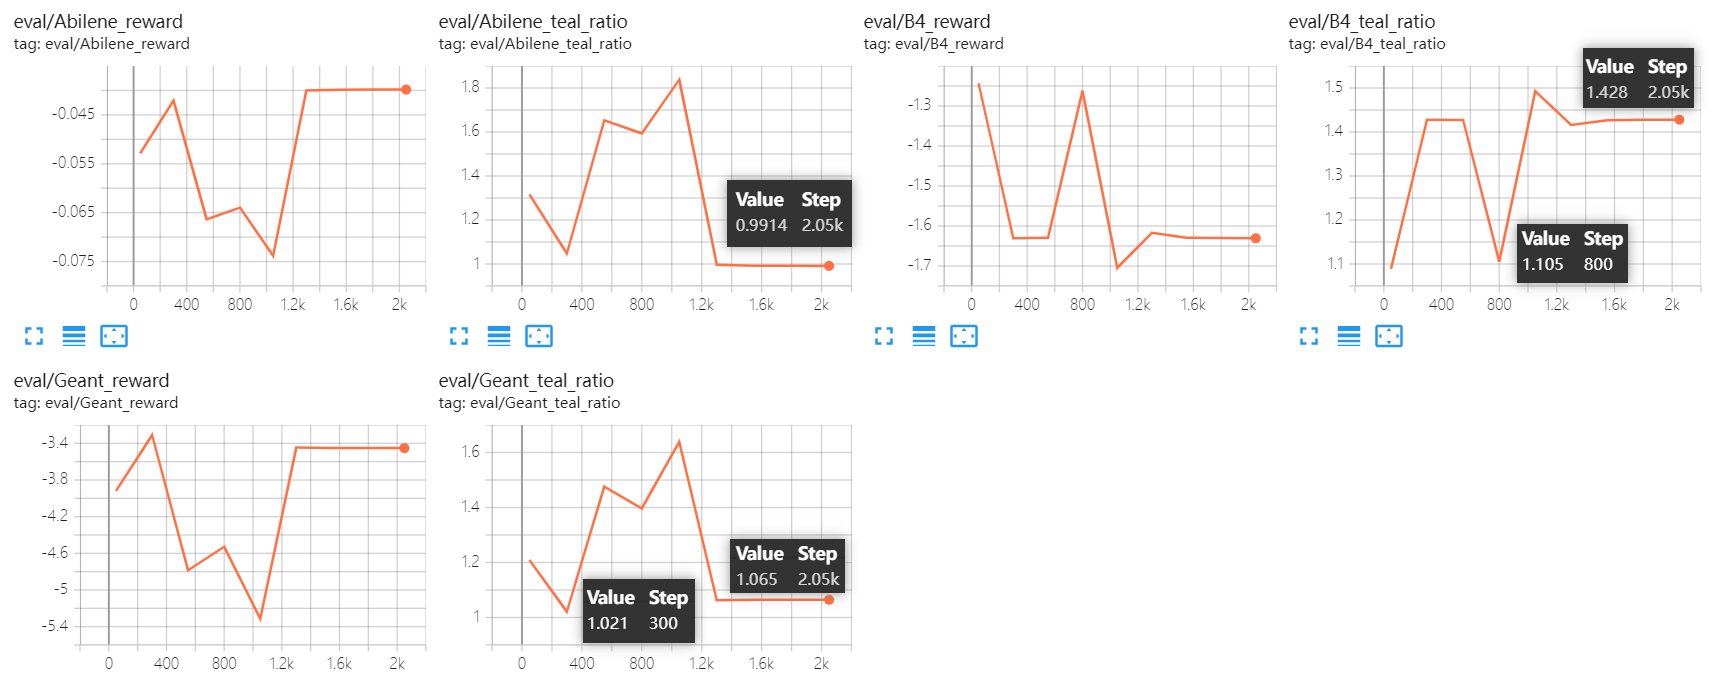 eval/Abilene_reward
tag: eval/Abilene_reward
-0.045
-0.055
-0.065
-0.075
0 400 800 1.2k 1.6k 2k
eval/Abilene_teal_ratio
tag: eval/Abilene_teal_ratio
1.8
1.6
1.4
1.2
1
Value Step
0.9914 2.05k
0 400 800 1.2k 1.6k 2k
eval/B4_reward
tag: eval/B4_reward
-1.3
-1.4
-1.5
-1.6
-1.7
0 400 800 1.2k 1.6k 2k
eval/B4_teal_ratio
tag: eval/B4_teal_ratio
Value Step
1.428 2.05k
1.5
1.4
1.3
1.2
1.1
Value Step
1.105 800
0 400 800 1.2k 1.6k 2k
eval/Geant_reward
tag: eval/Geant_reward
-3.4
-3.8
-4.2
-4.6
-5
-5.4
0 400 800 1.2k 1.6k 2k
eval/Geant_teal_ratio
tag: eval/Geant_teal_ratio
1.6
1.4
1.2
1
Value Step
1.065 2.05k
Value Step
1.021 300
0 400 800 1.2k 1.6k 2k